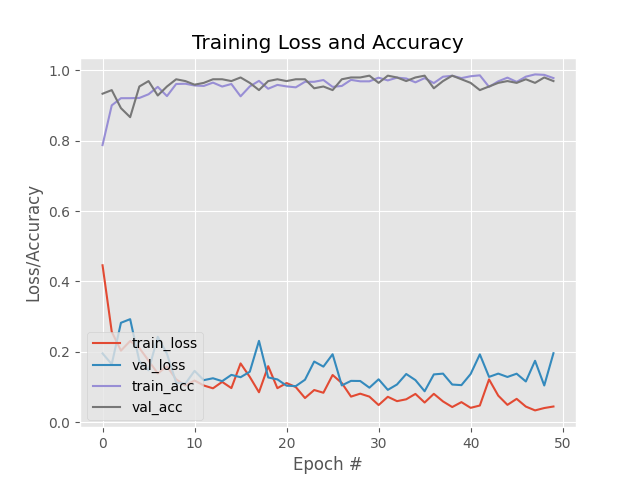 Training Loss and Accuracy
1.0
0.8
0.6
0.4
0.2
0.0
Loss/Accuracy
train_loss
val_loss
train_acc
val_acc
0 10 20 30 40 50
Epoch #